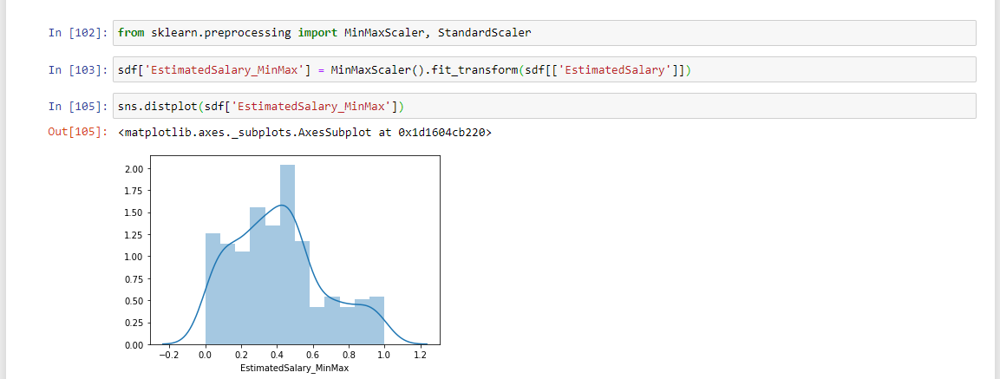 In [102]: from sklearn.preprocessing import MinMaxScaler, StandardScaler
In [103]: sdf['EstimatedSalary_MinMax'] = MinMaxScaler().fit_transform(sdf[['EstimatedSalary']])
In [105]: sns.distplot(sdf['EstimatedSalary_MinMax'])
Out[105]: <matplotlib.axes._subplots.AxesSubplot at 0x1d1604cb220>
2.00
1.75
1.50
1.25
1.00
0.75
0.50
0.25
0.00
−0.2 0.0 0.2 0.4 0.6 0.8 1.0 1.2
EstimatedSalary_MinMax